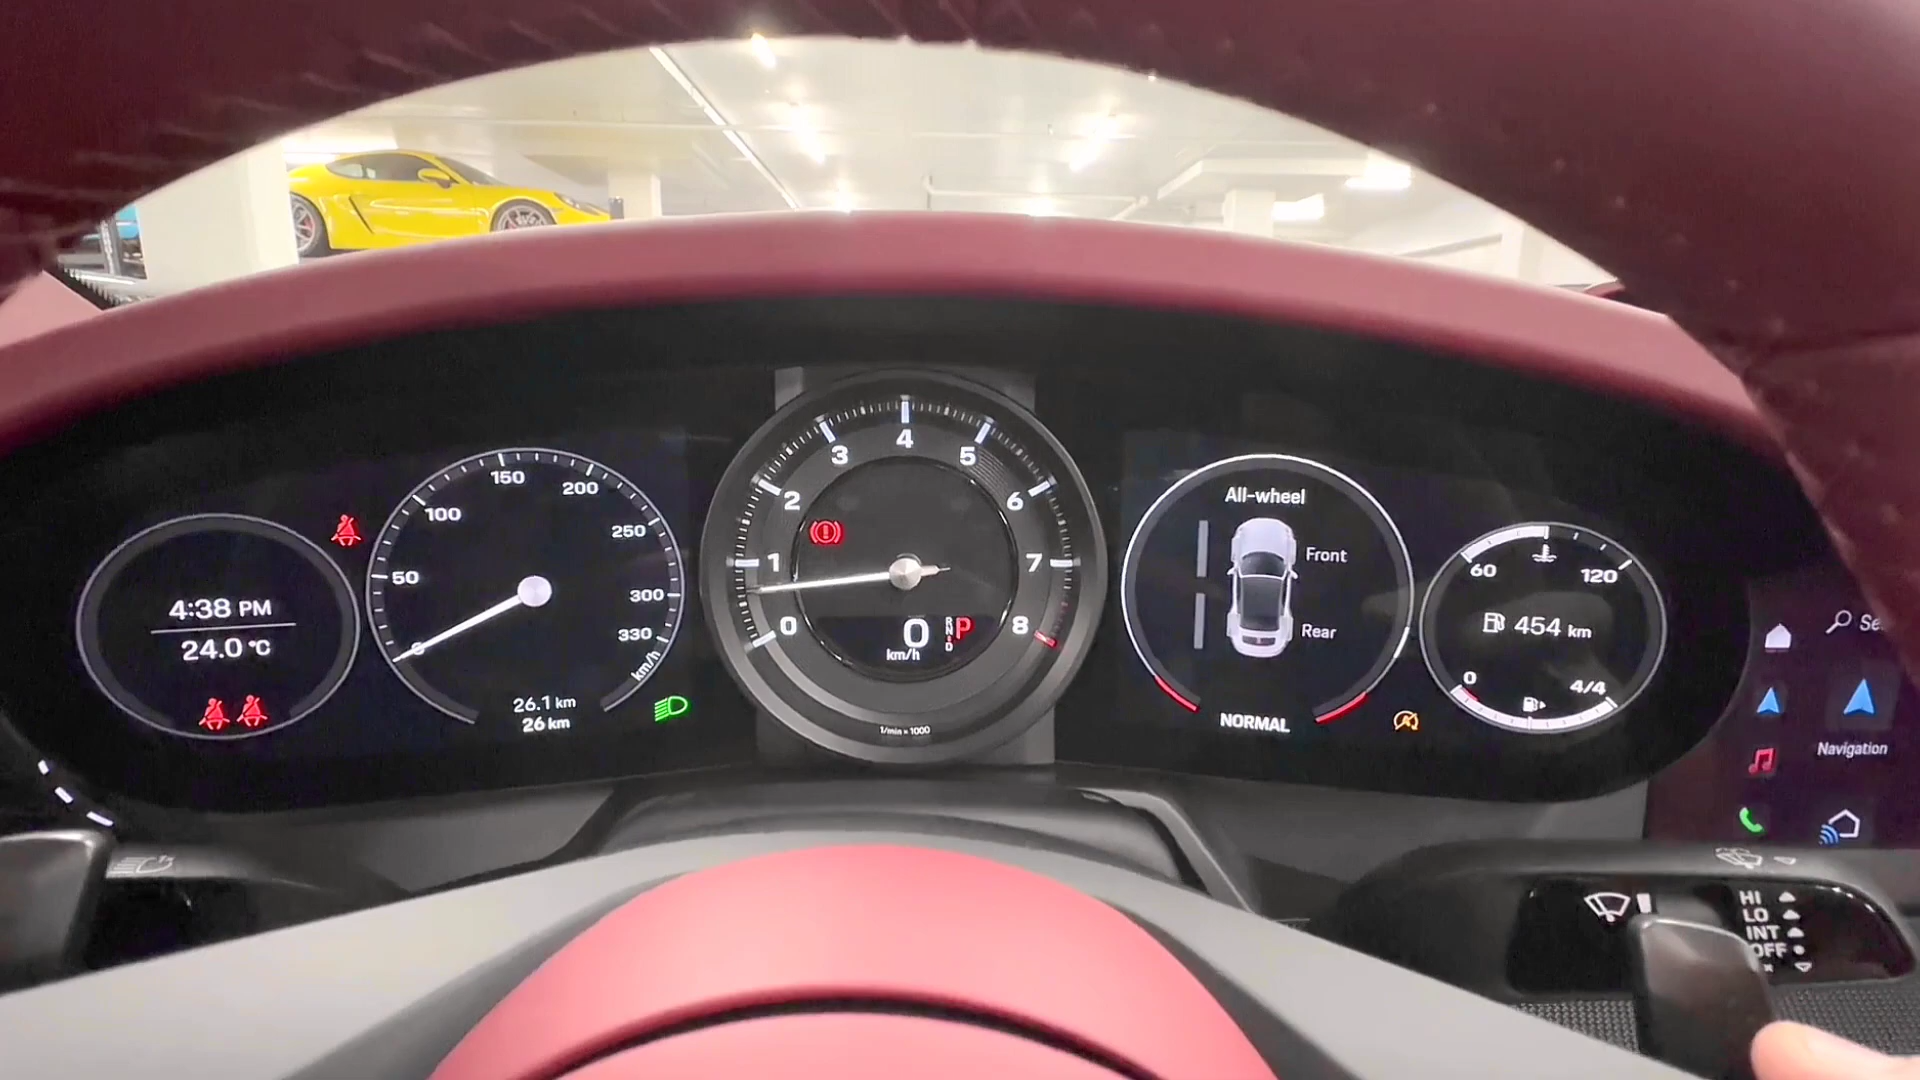 4:38 PM
24.0 °C
0
50
100
150
200
250
300
330
km/h
26.1 km
26 km
0
1
2
3
4
5
6
7
8
0
km/h
R
N
D
P
1/min × 1000
All-wheel
Front
Rear
NORMAL
60
120
454 km
0
4/4
Navigation
HI
LO
INT
OFF